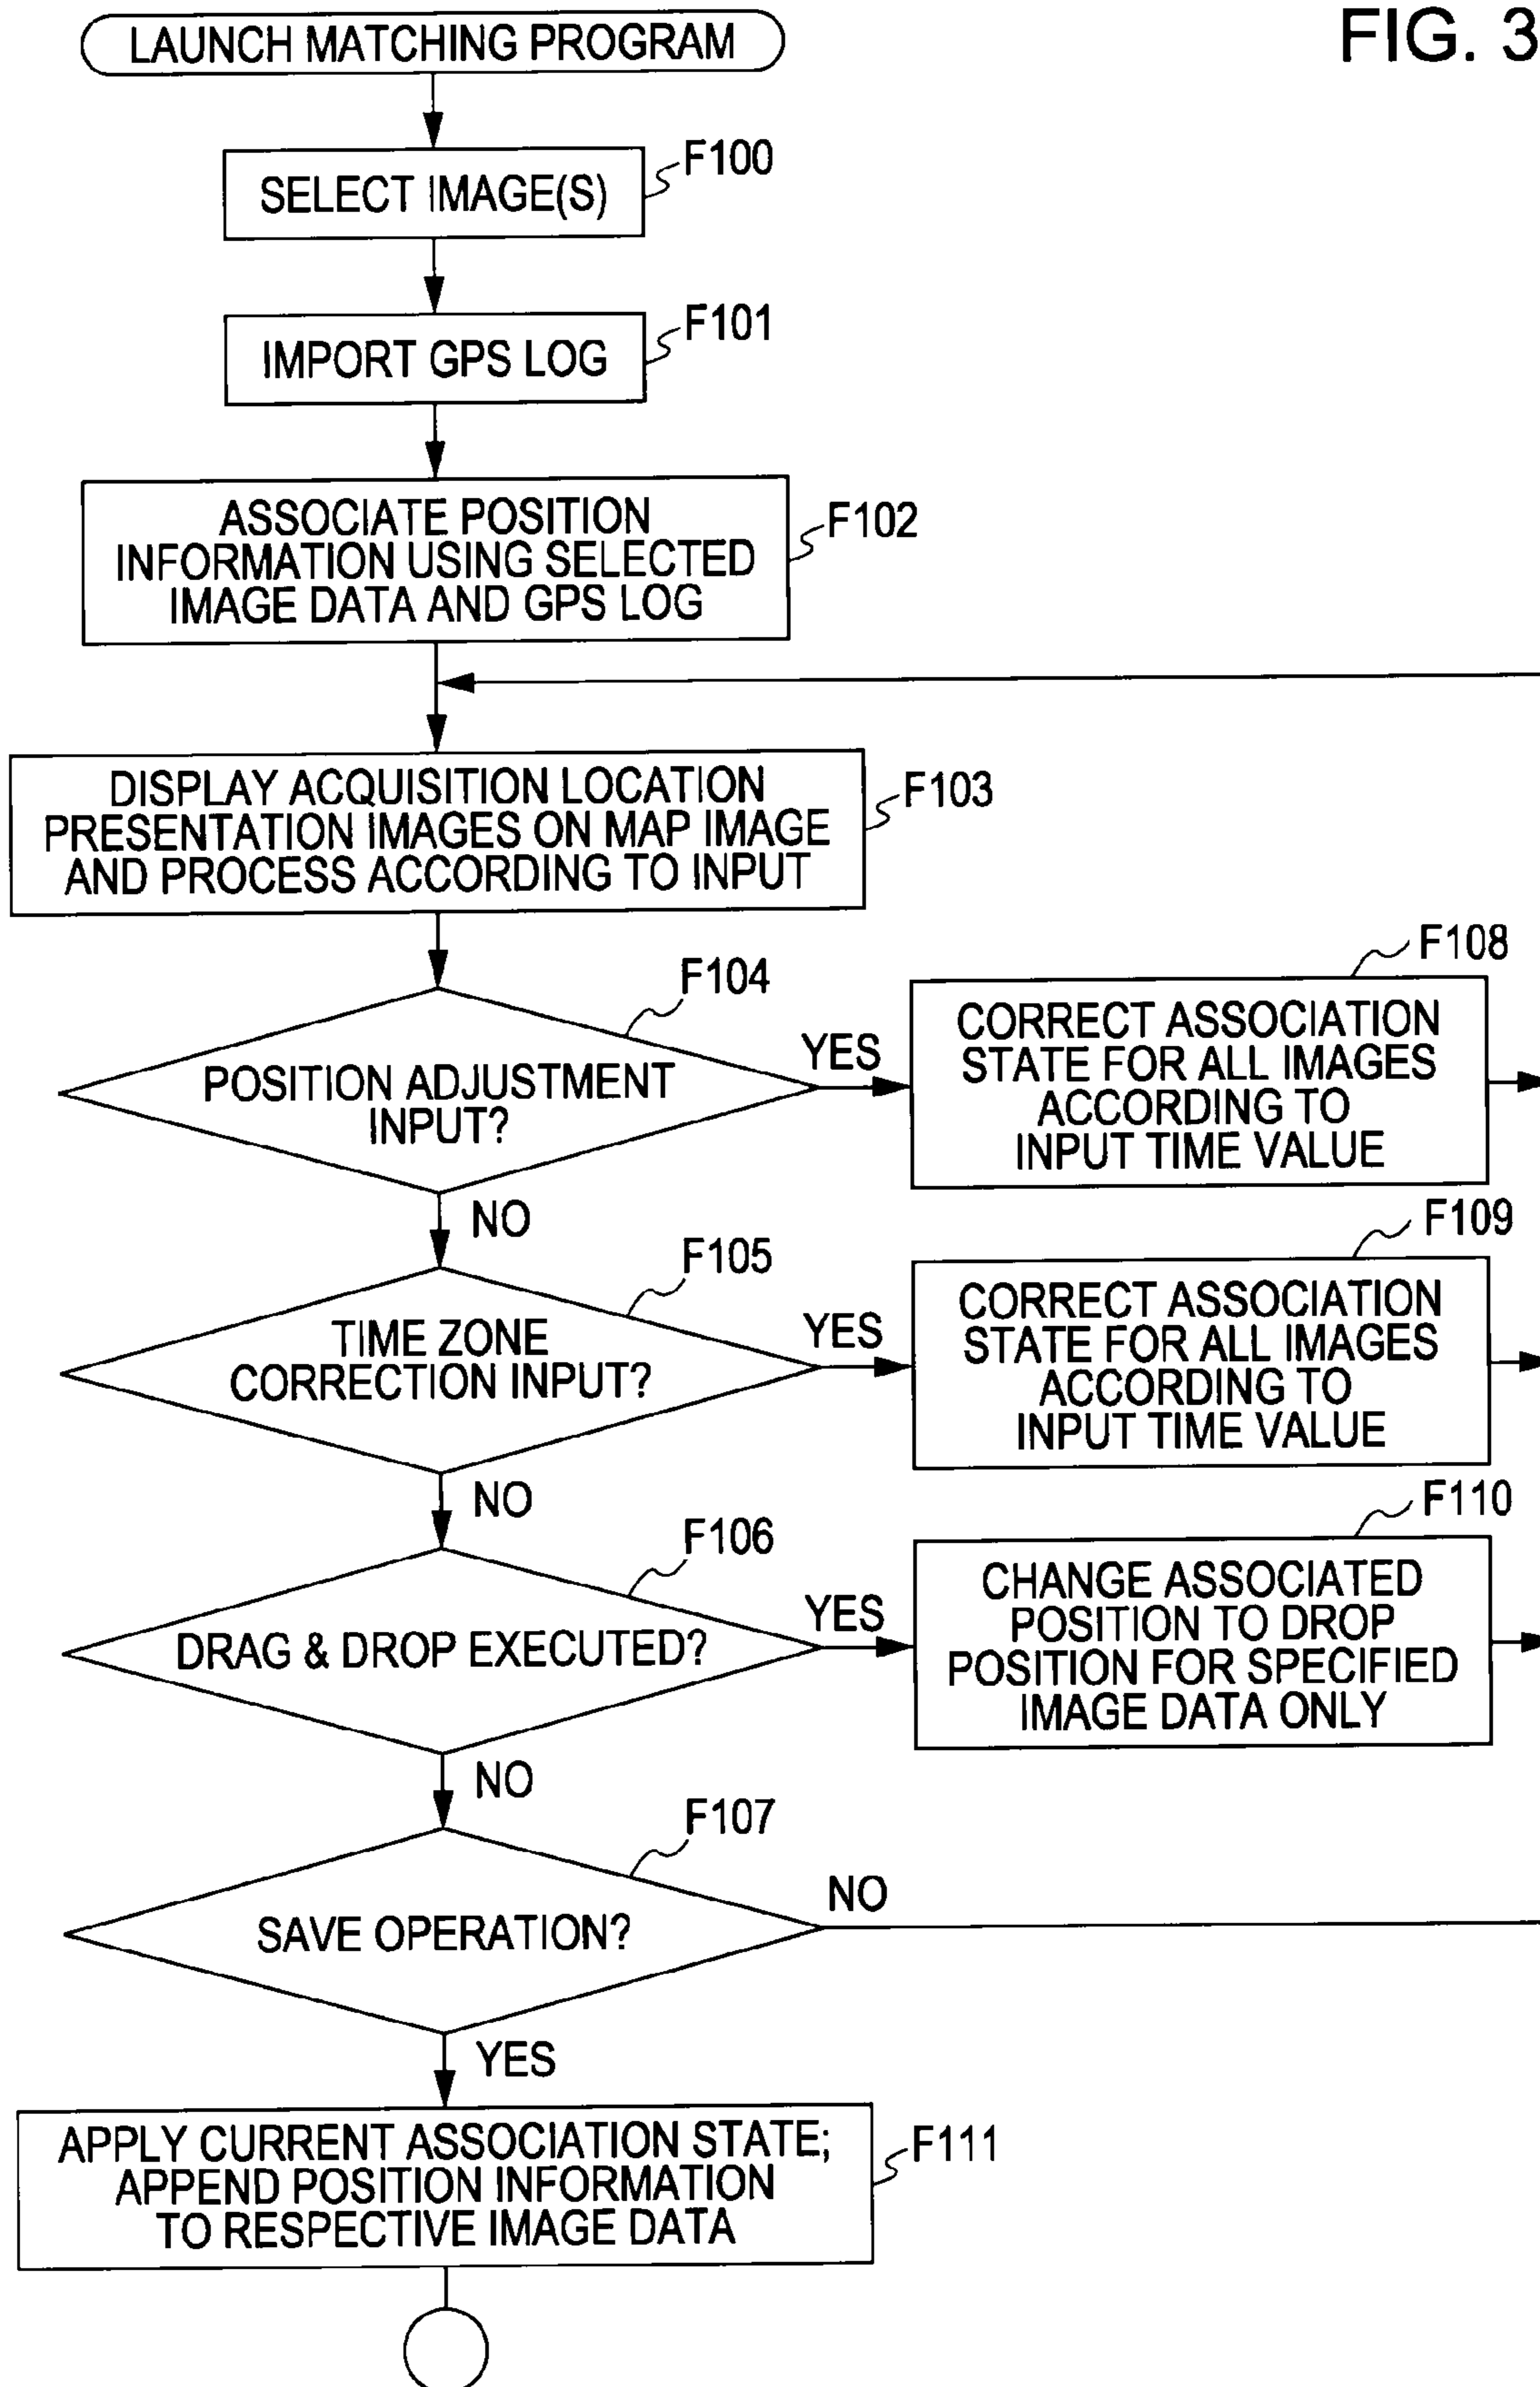 FIG. 3
LAUNCH MATCHING PROGRAM
F100
SELECT IMAGE(S)
F101
IMPORT GPS LOG
F102
ASSOCIATE POSITION
INFORMATION USING SELECTED
IMAGE DATA AND GPS LOG
F103
DISPLAY ACQUISITION LOCATION
PRESENTATION IMAGES ON MAP IMAGE
AND PROCESS ACCORDING TO INPUT
F104
POSITION ADJUSTMENT
INPUT?
YES
F108
CORRECT ASSOCIATION
STATE FOR ALL IMAGES
ACCORDING TO
INPUT TIME VALUE
NO
F105
TIME ZONE
CORRECTION INPUT?
YES
F109
CORRECT ASSOCIATION
STATE FOR ALL IMAGES
ACCORDING TO
INPUT TIME VALUE
NO
F106
DRAG & DROP EXECUTED?
YES
F110
CHANGE ASSOCIATED
POSITION TO DROP
POSITION FOR SPECIFIED
IMAGE DATA ONLY
NO
F107
SAVE OPERATION?
NO
YES
F111
APPLY CURRENT ASSOCIATION STATE;
APPEND POSITION INFORMATION
TO RESPECTIVE IMAGE DATA